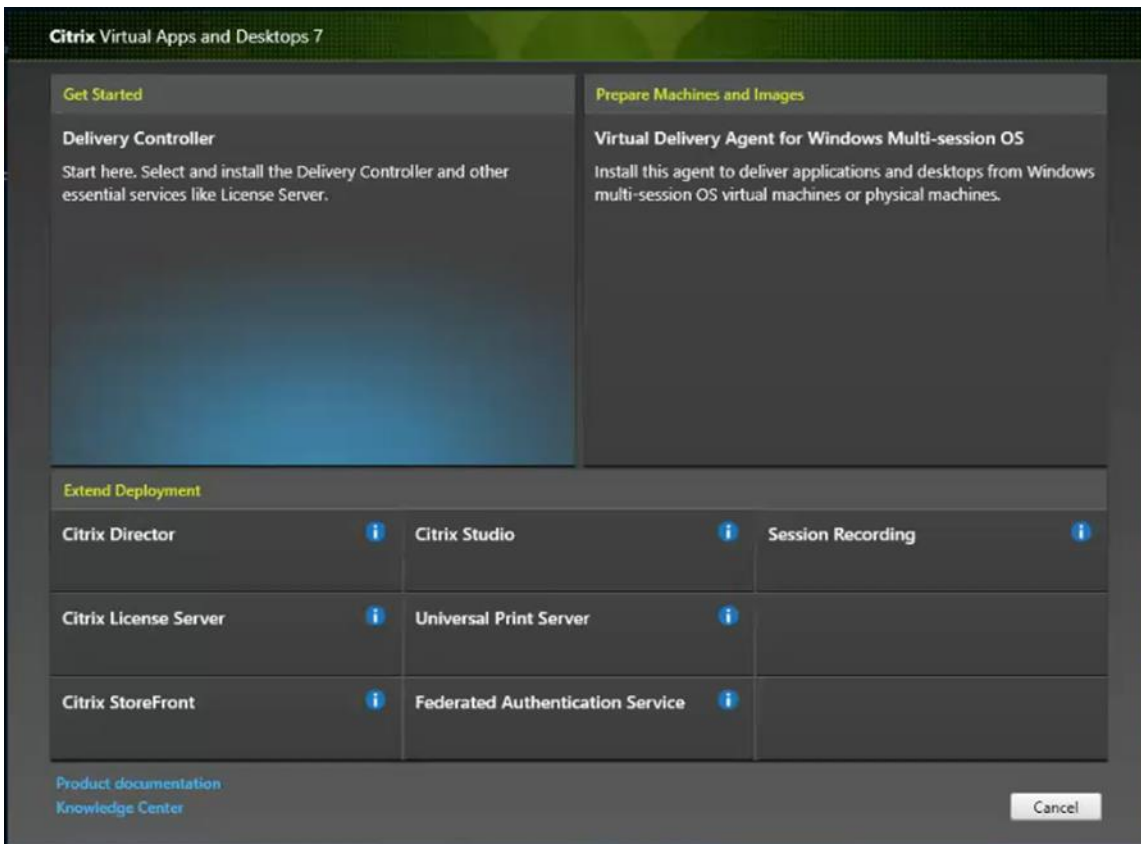 Citrix Virtual Apps and Desktops 7
Get Started
Delivery Controller
Start here. Select and install the Delivery Controller and other
essential services like License Server.
Prepare Machines and Images
Virtual Delivery Agent for Windows Multi-session OS
Install this agent to deliver applications and desktops from Windows
multi-session OS virtual machines or physical machines.
Extend Deployment
Citrix Director
Citrix Studio
Session Recording
Citrix License Server
Universal Print Server
Citrix StoreFront
Federated Authentication Service
Product documentation
Knowledge Center
Cancel